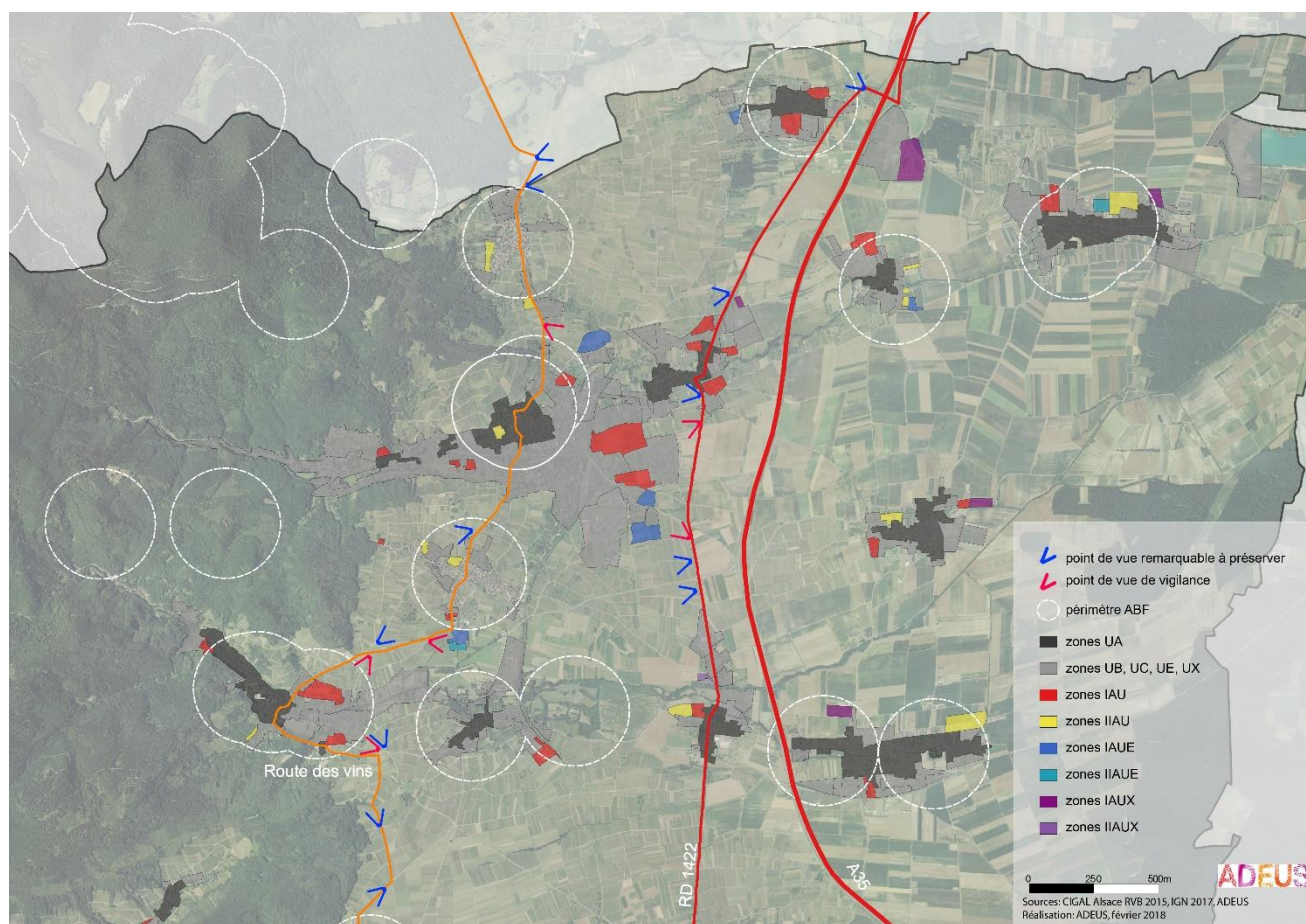 Route des vins
RD 1422
A35
point de vue remarquable à préserver
point de vue de vigilance
périmètre ABF
zones UA
zones UB, UC, UE, UX
zones IAU
zones IIAU
zones IAUE
zones IIAUE
zones IAUX
zones IIAUX
0 250 500m
ADEUS
Sources: CIGAL Alsace RVB 2015, IGN 2017, ADEUS
Réalisation: ADEUS, février 2018